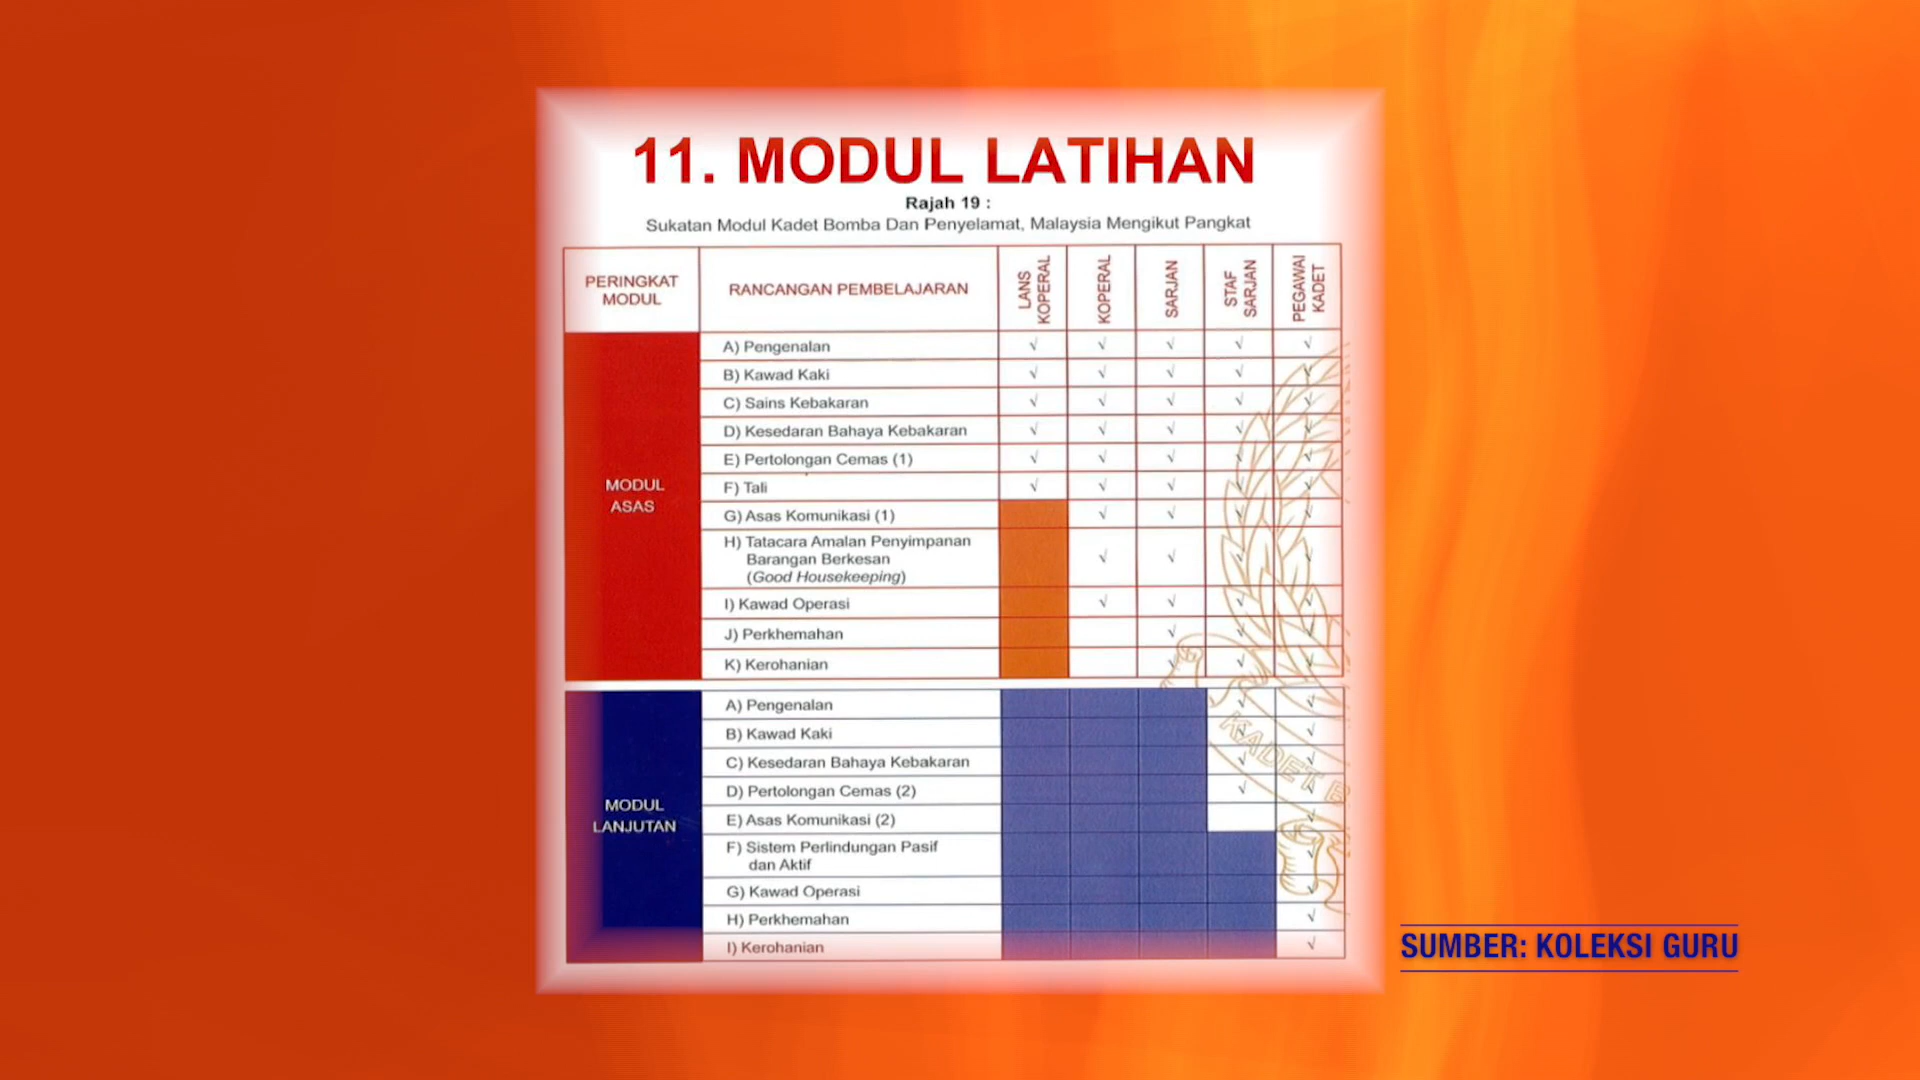 11. MODUL LATIHAN
Rajah 19 :
Sukatan Modul Kadet Bomba Dan Penyelamat, Malaysia Mengikut Pangkat
PERINGKAT
MODUL
RANCANGAN PEMBELAJARAN
LANS
KOPERAL
KOPERAL
SARJAN
STAF
SARJAN
PEGAWAI
KADET
MODUL
ASAS
A) Pengenalan √ √ √ √ √
B) Kawad Kaki √ √ √ √ √
C) Sains Kebakaran √ √ √ √ √
D) Kesedaran Bahaya Kebakaran √ √ √ √ √
E) Pertolongan Cemas (1) √ √ √ √ √
F) Tali √ √ √ √ √
G) Asas Komunikasi (1) √ √ √ √
H) Tatacara Amalan Penyimpanan
Barangan Berkesan
(Good Housekeeping) √ √ √ √
I) Kawad Operasi √ √ √ √
J) Perkhemahan √ √ √
K) Kerohanian √ √ √
MODUL
LANJUTAN
A) Pengenalan √ √
B) Kawad Kaki √ √
C) Kesedaran Bahaya Kebakaran √ √
D) Pertolongan Cemas (2) √ √
E) Asas Komunikasi (2) √
F) Sistem Perlindungan Pasif
dan Aktif √
G) Kawad Operasi √
H) Perkhemahan √
I) Kerohanian √
KADET B
SUMBER: KOLEKSI GURU